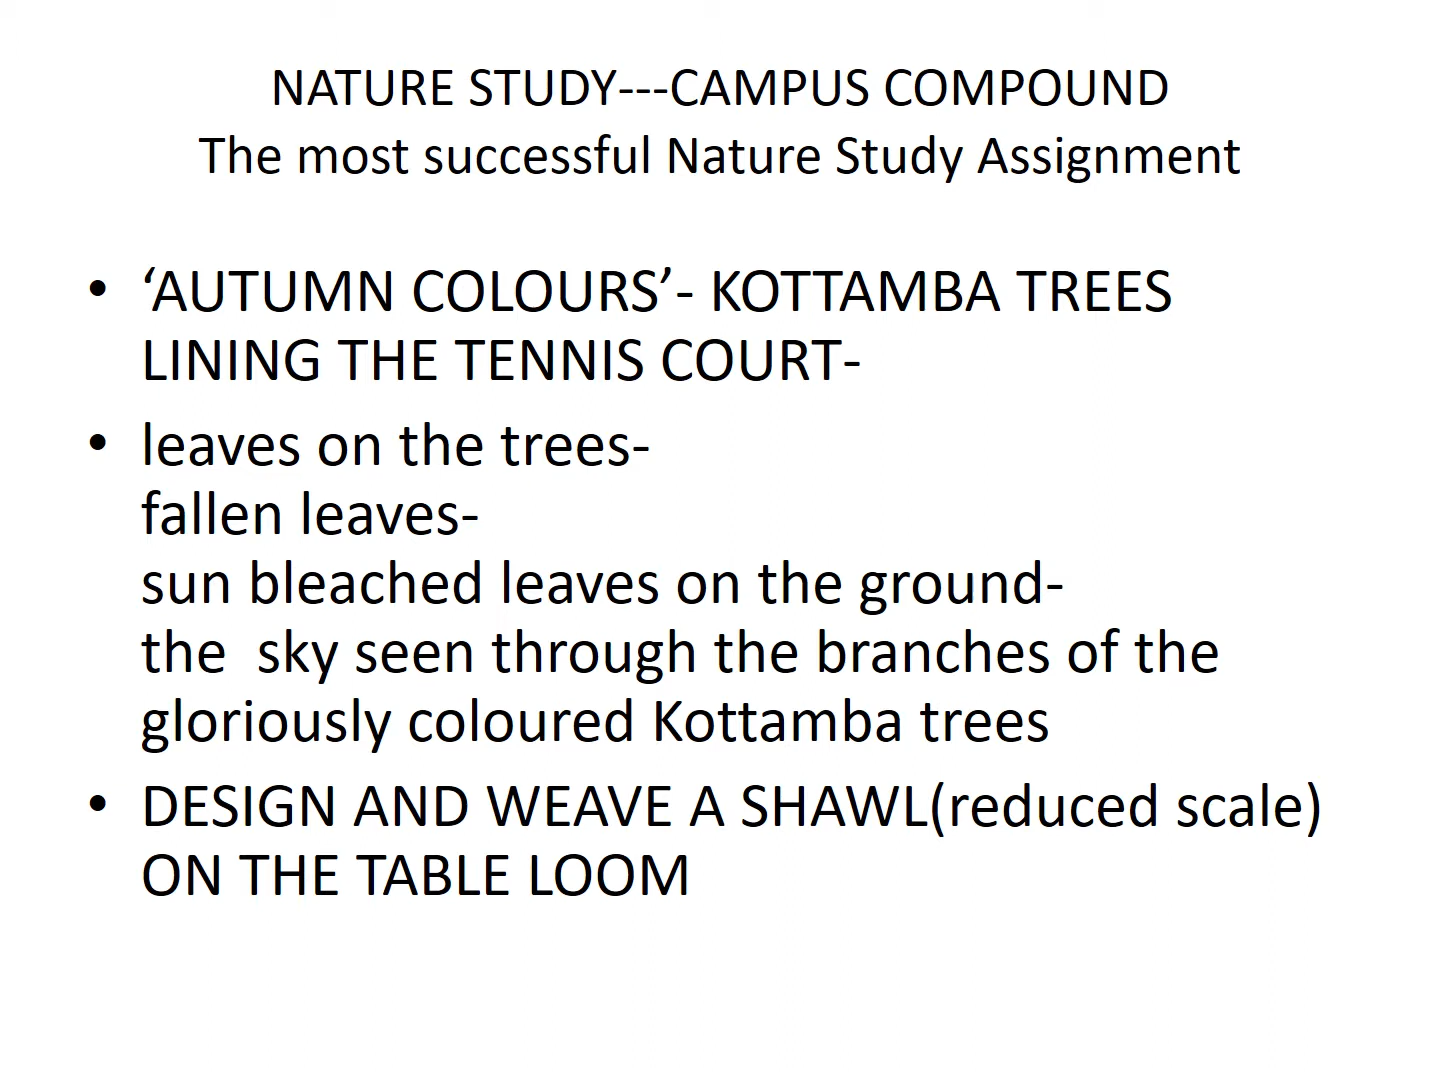 NATURE STUDY---CAMPUS COMPOUND
The most successful Nature Study Assignment
• ‘AUTUMN COLOURS’- KOTTAMBA TREES
LINING THE TENNIS COURT-
• leaves on the trees-
fallen leaves-
sun bleached leaves on the ground-
the  sky seen through the branches of the
gloriously coloured Kottamba trees
• DESIGN AND WEAVE A SHAWL(reduced scale)
ON THE TABLE LOOM